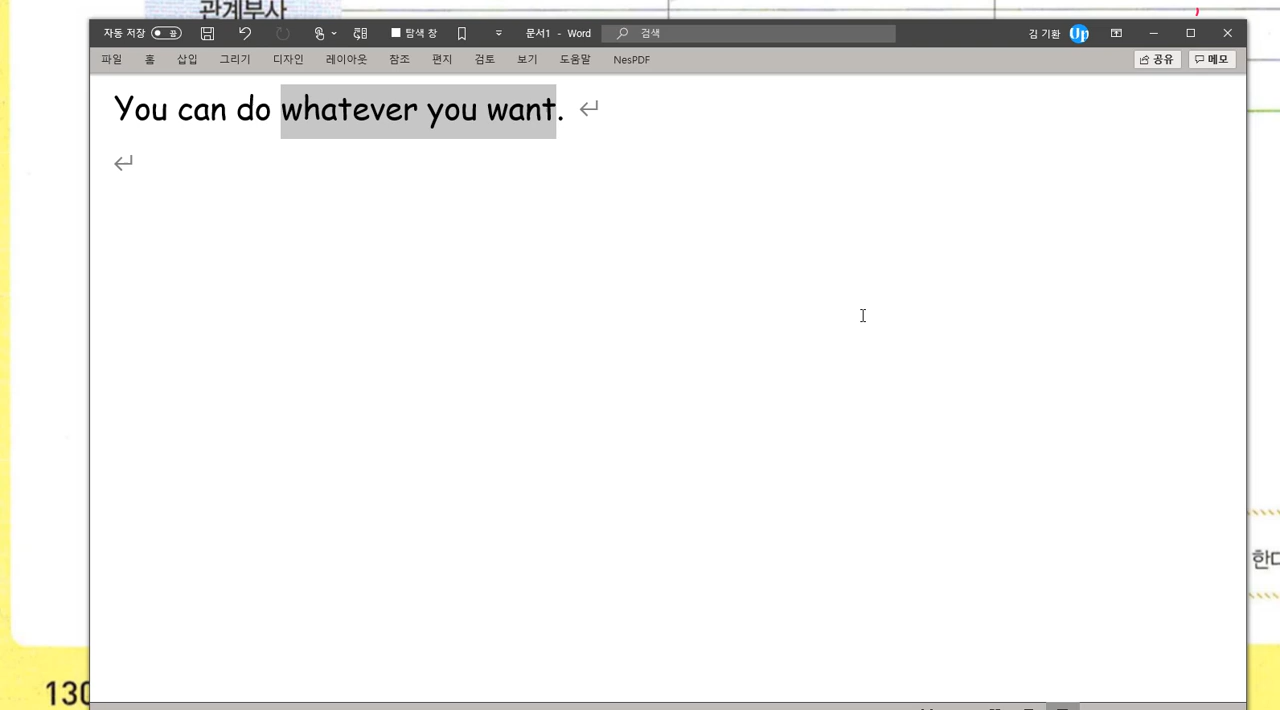 관계부사
자동 저장 끔 탐색 창 문서1 - Word 검색 김 기환 Up
파일 홈 삽입 그리기 디자인 레이아웃 참조 편지 검토 보기 도움말 NesPDF 공유 메모
You can do whatever you want.
한다
130